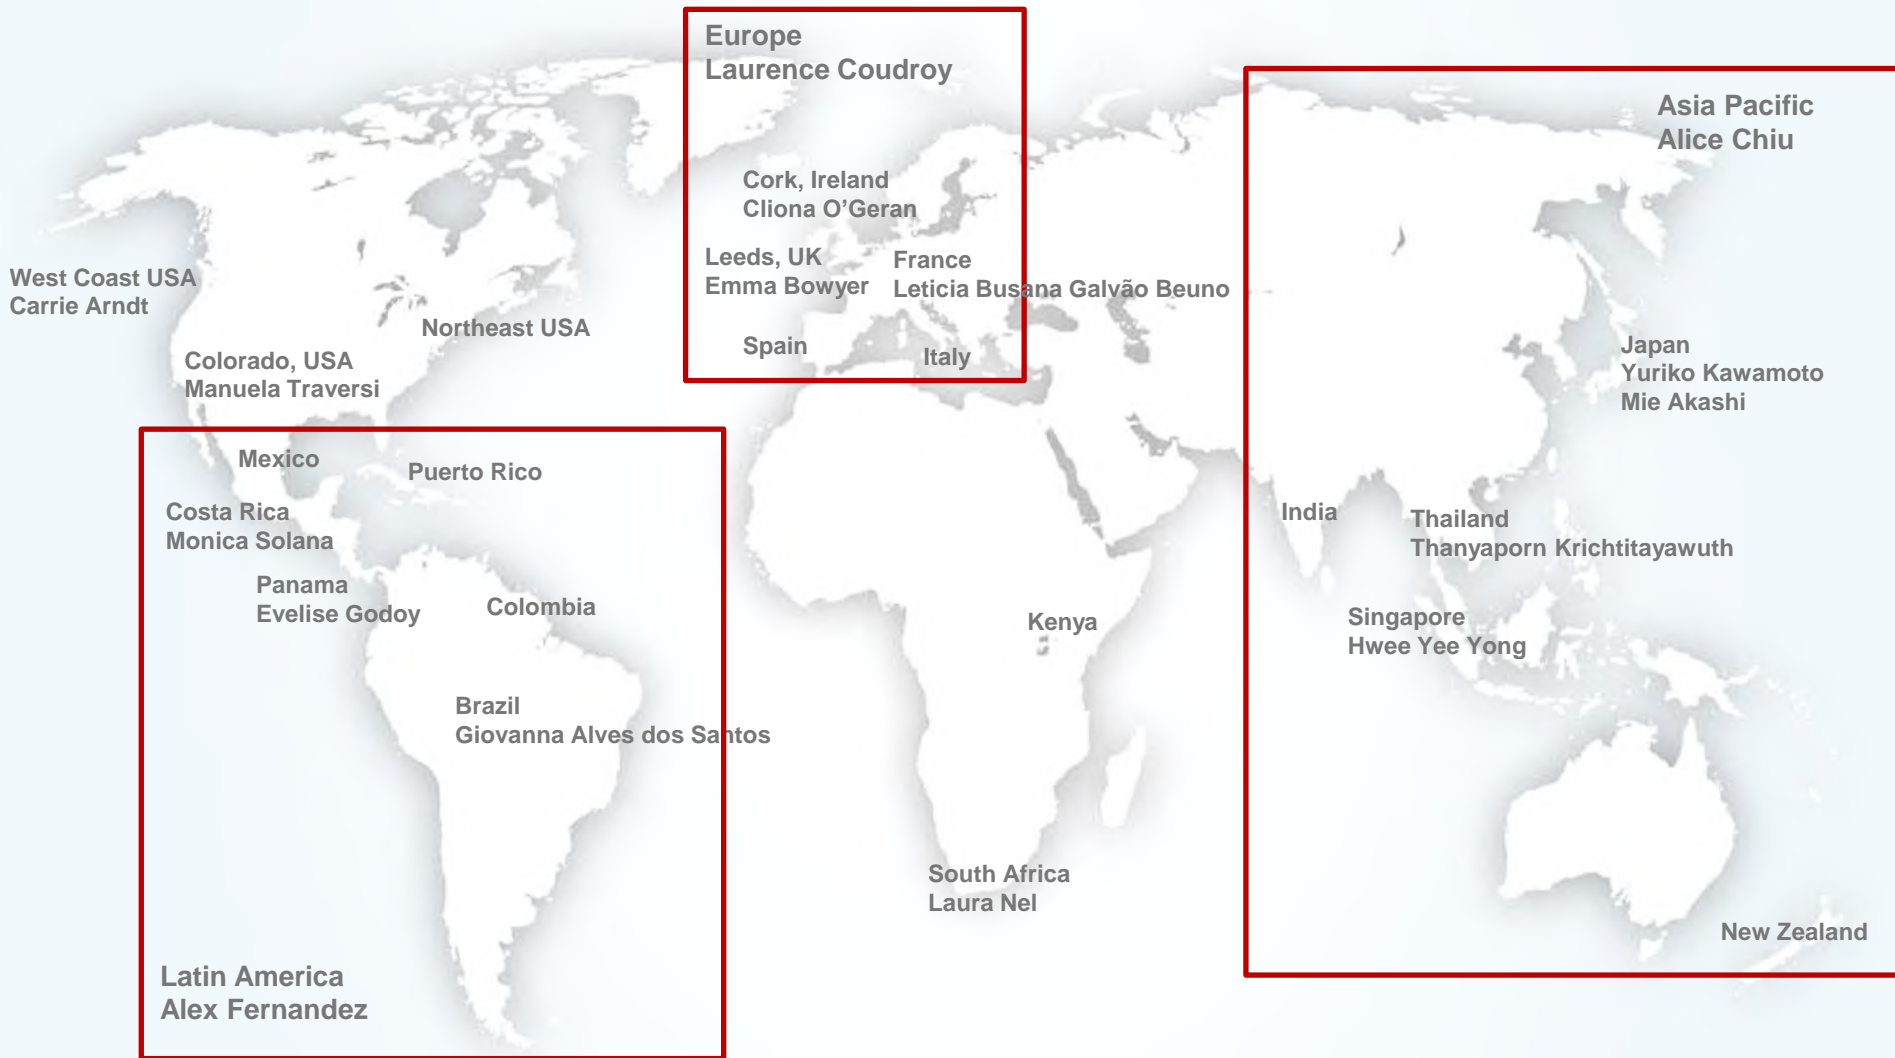 Europe
Laurence Coudroy
Asia Pacific
Alice Chiu
Cork, Ireland
Cliona O’Geran
Leeds, UK
Emma Bowyer
France
Leticia Busana Galvão Beuno
West Coast USA
Carrie Arndt
Northeast USA
Spain
Italy
Colorado, USA
Manuela Traversi
Japan
Yuriko Kawamoto
Mie Akashi
Mexico
Puerto Rico
Costa Rica
Monica Solana
India
Thailand
Thanyaporn Krichtitayawuth
Panama
Evelise Godoy
Colombia
Kenya
Singapore
Hwee Yee Yong
Brazil
Giovanna Alves dos Santos
South Africa
Laura Nel
New Zealand
Latin America
Alex Fernandez